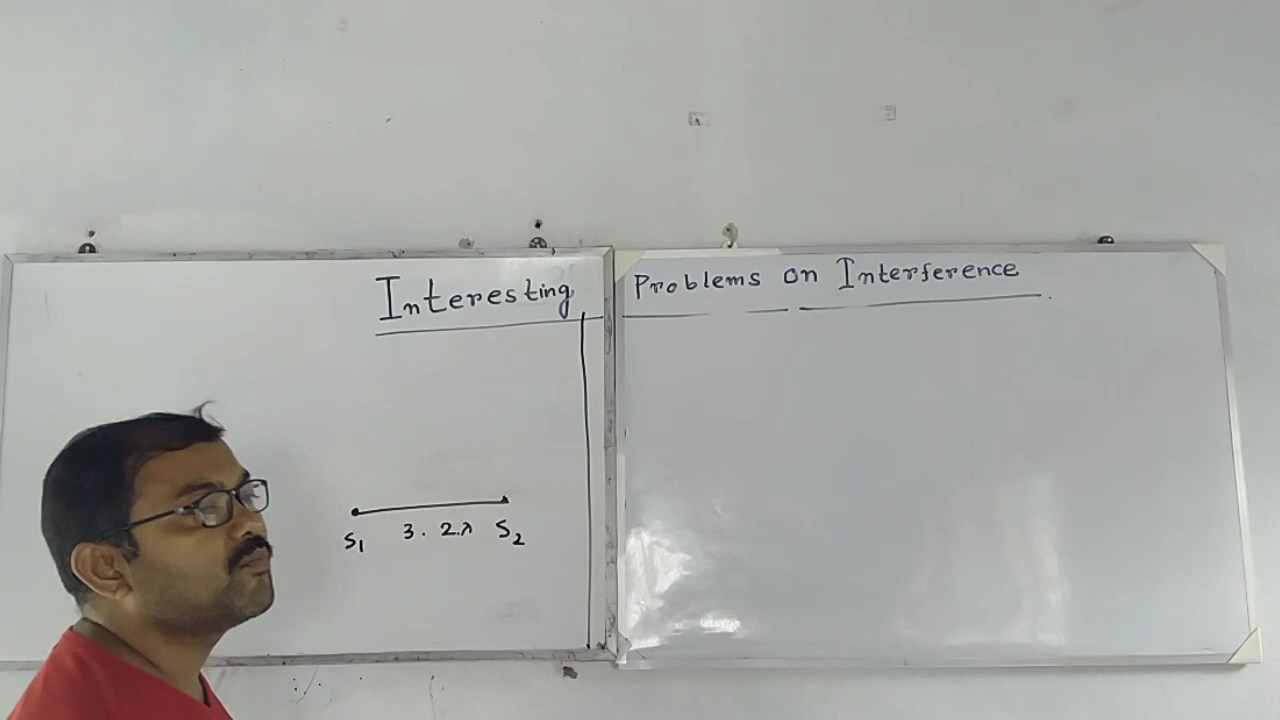 Interesting Problems on Interference
S1 3.2λ S2